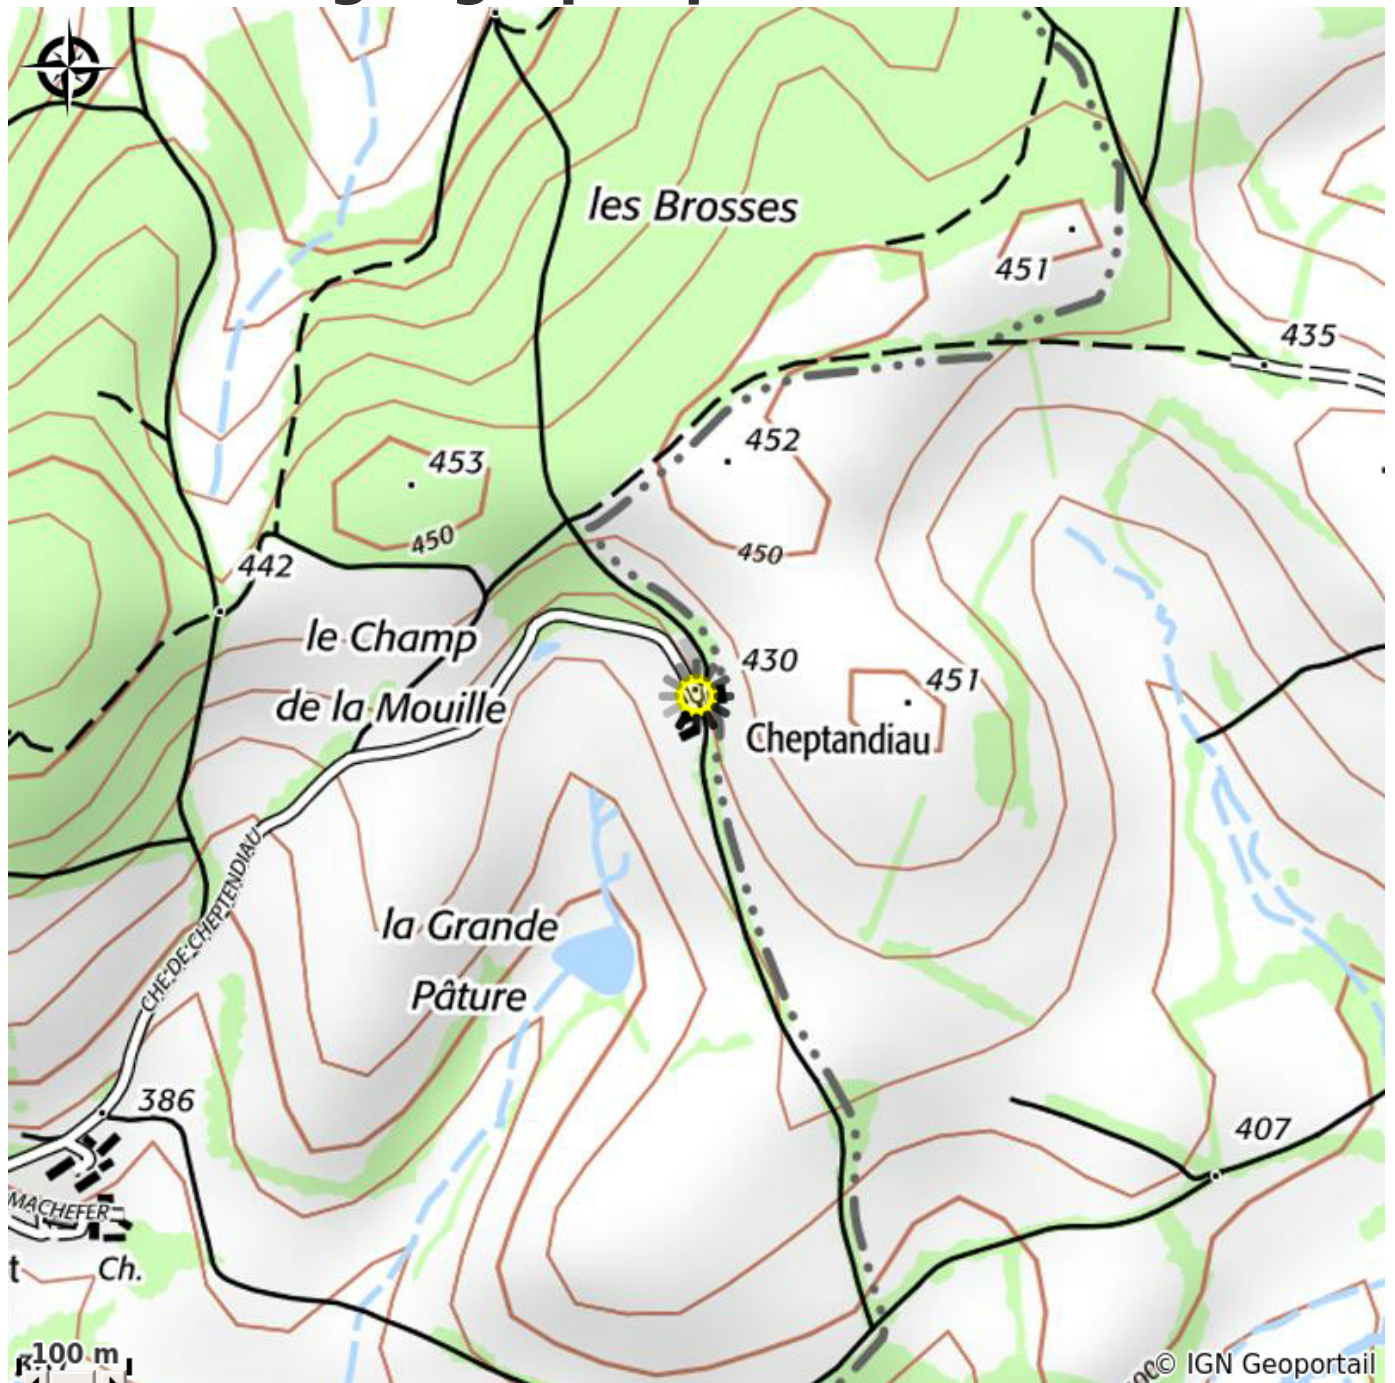 les Brosses
451
435
452
453
450
450
442
le Champ
de la Mouille
430
451
Cheptandiau
CHE DE CHEPTENDIAU
la Grande
Pâture
386
407
MACHEFER
t
Ch.
100 m
© IGN Geoportail